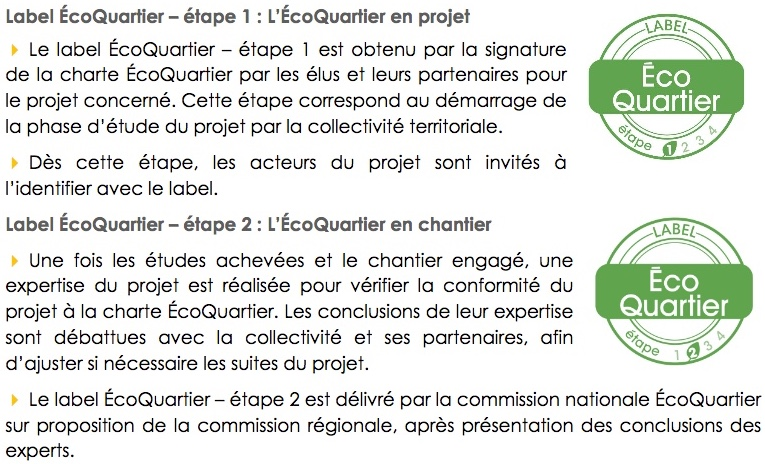 Label ÉcoQuartier – étape 1 : L’ÉcoQuartier en projet
Le label ÉcoQuartier – étape 1 est obtenu par la signature
de la charte ÉcoQuartier par les élus et leurs partenaires pour
le projet concerné. Cette étape correspond au démarrage de
la phase d’étude du projet par la collectivité territoriale.
Dès cette étape, les acteurs du projet sont invités à
l’identifier avec le label.
LABEL
Éco
Quartier
étape 1 2 3 4
Label ÉcoQuartier – étape 2 : L’ÉcoQuartier en chantier
Une fois les études achevées et le chantier engagé, une
expertise du projet est réalisée pour vérifier la conformité du
projet à la charte ÉcoQuartier. Les conclusions de leur expertise
sont débattues avec la collectivité et ses partenaires, afin
d’ajuster si nécessaire les suites du projet.
LABEL
Éco
Quartier
étape 1 2 3 4
Le label ÉcoQuartier – étape 2 est délivré par la commission nationale ÉcoQuartier
sur proposition de la commission régionale, après présentation des conclusions des
experts.